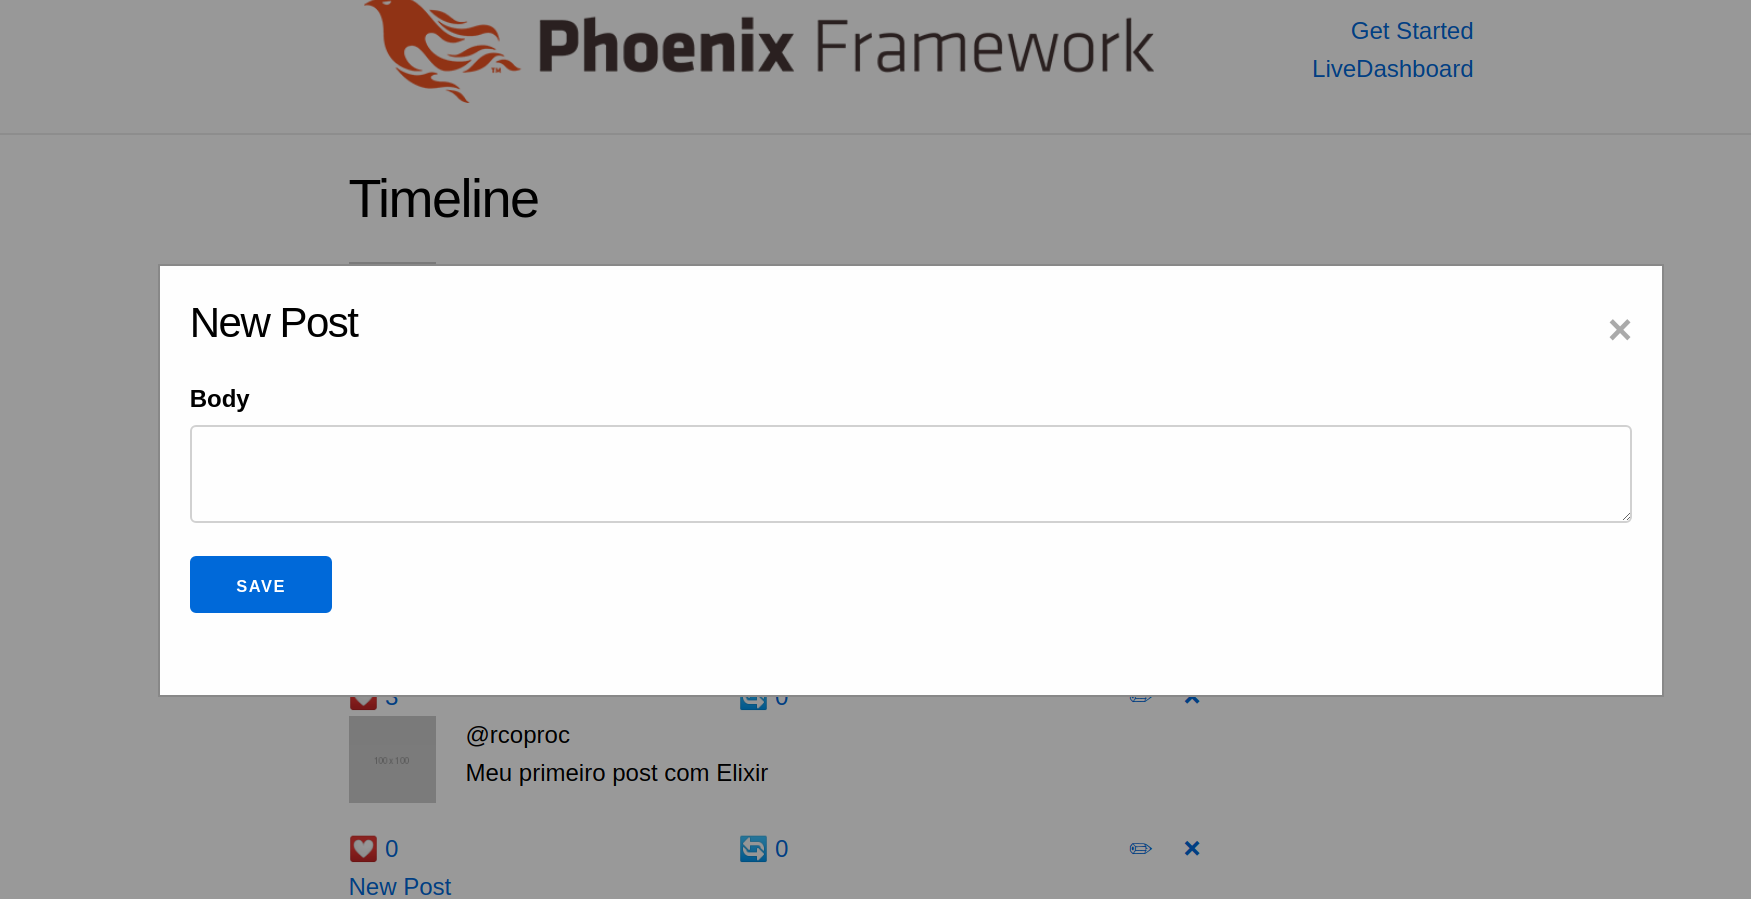 Phoenix Framework
™
Get Started
LiveDashboard
Timeline
New Post
×
Body
SAVE
3 0
100 x 100
@rcoproc
Meu primeiro post com Elixir
0 0
New Post